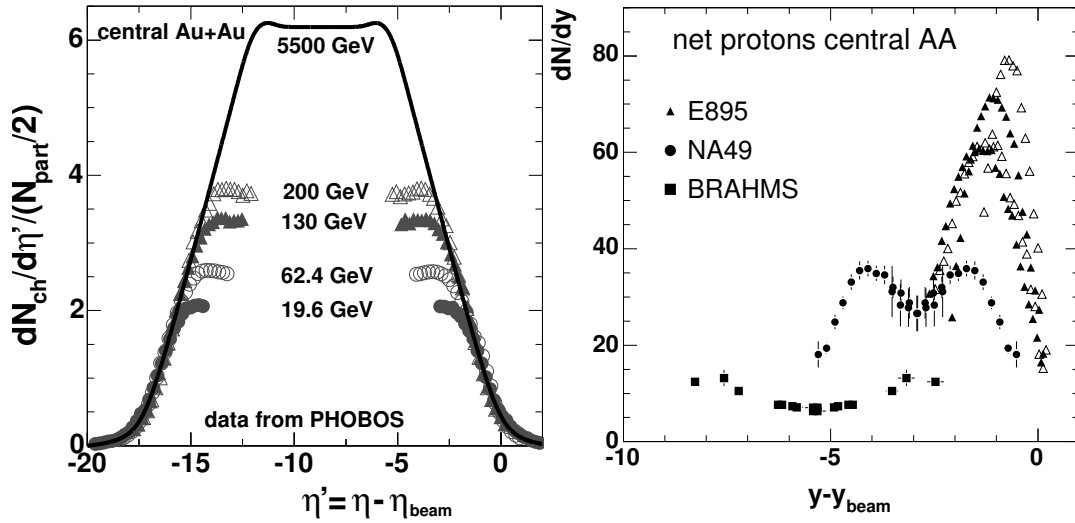 dN_ch/dη'/(N_part/2)
6
4
2
0
central Au+Au
5500 GeV
200 GeV
130 GeV
62.4 GeV
19.6 GeV
data from PHOBOS
-20 -15 -10 -5 0
η'= η - η_beam
dN/dy
80
60
40
20
0
net protons central AA
E895
NA49
BRAHMS
-10 -5 0
y-y_beam